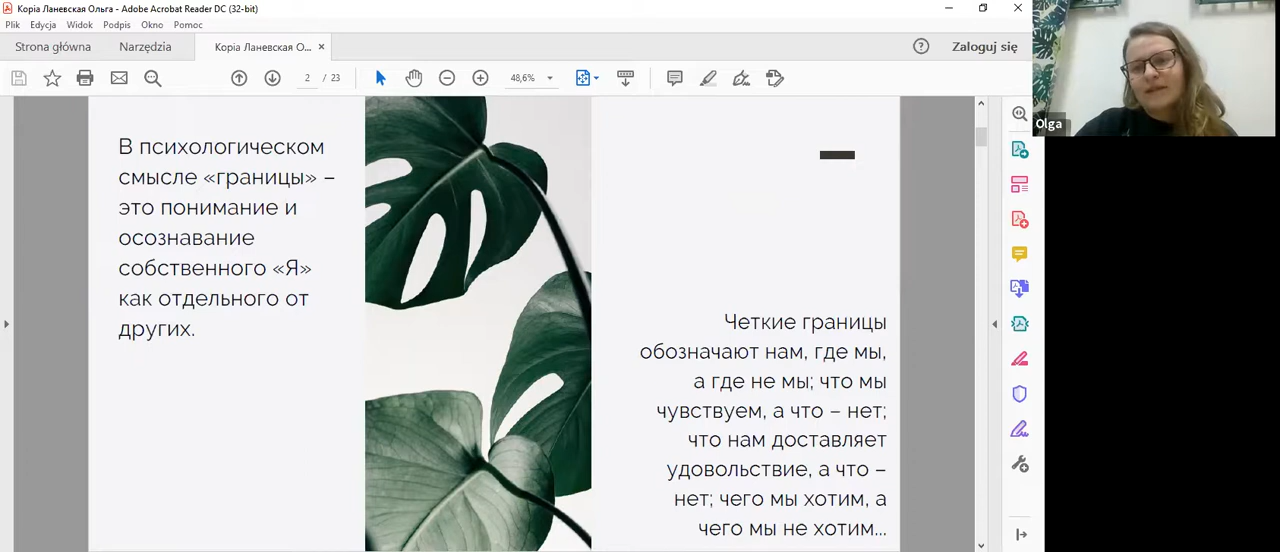 Kopia Ланевская Ольга - Adobe Acrobat Reader DC (32-bit)
Plik Edycja Widok Podpis Okno Pomoc
Strona główna Narzędzia Kopia Ланевская О... × Zaloguj się
2 / 23 48,6%
Olga
В психологическом
смысле «границы» –
это понимание и
осознавание
собственного «Я»
как отдельного от
других.
Четкие границы
обозначают нам, где мы,
а где не мы; что мы
чувствуем, а что – нет;
что нам доставляет
удовольствие, а что –
нет; чего мы хотим, а
чего мы не хотим...